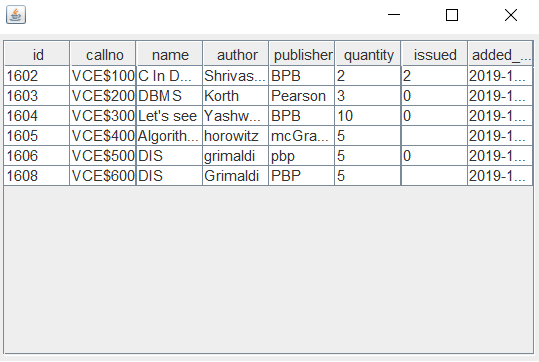 id callno name author publisher quantity issued added_...
1602 VCE$100 C In D... Shrivas... BPB 2 2 2019-1...
1603 VCE$200 DBMS Korth Pearson 3 0 2019-1...
1604 VCE$300 Let's see Yashw... BPB 10 0 2019-1...
1605 VCE$400 Algorith... horowitz mcGra... 5 2019-1...
1606 VCE$500 DIS grimaldi pbp 5 0 2019-1...
1608 VCE$600 DIS Grimaldi PBP 5 2019-1...